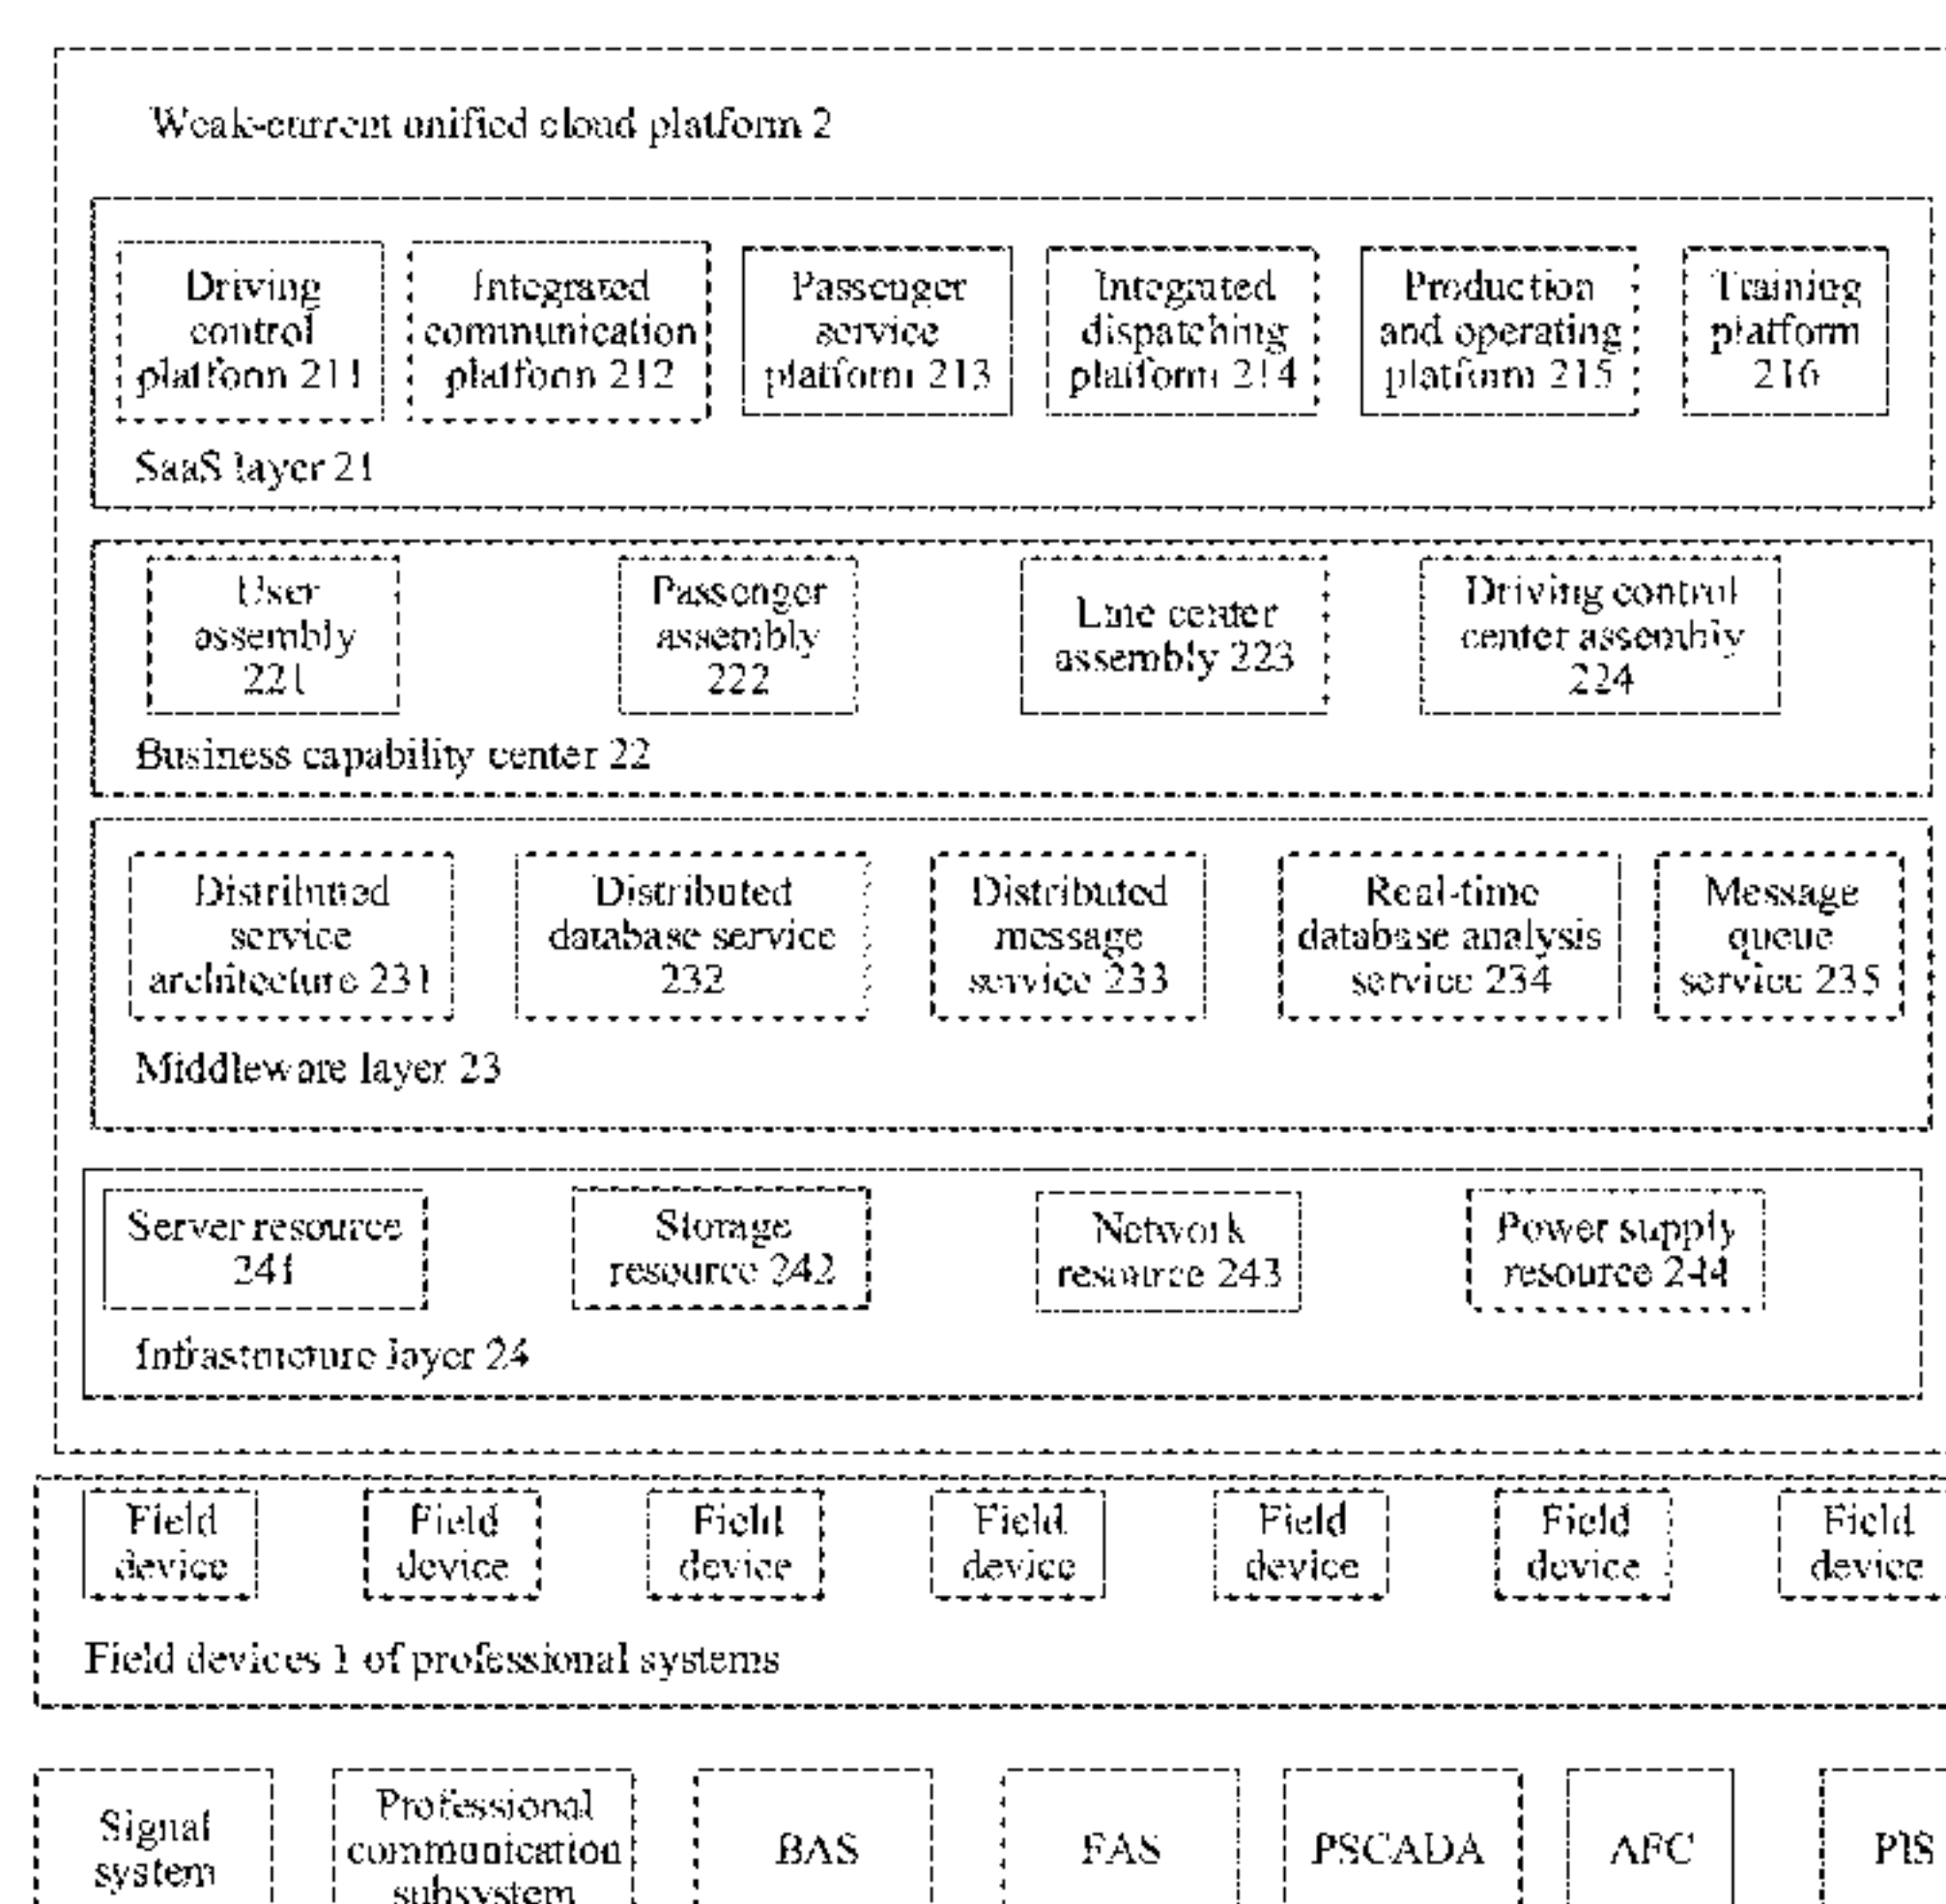 Weak-current unified cloud platform 2
Driving
control
platform 211
Integrated
communication
platform 212
Passenger
service
platform 213
Integrated
dispatching
platform 214
Production
and operating
platform 215
Training
platform
216
SaaS layer 21
User
assembly
221
Passenger
assembly
222
Line center
assembly 223
Driving control
center assembly
224
Business capability center 22
Distributed
service
architecture 231
Distributed
database service
232
Distributed
message
service 233
Real-time
database analysis
service 234
Message
queue
service 235
Middleware layer 23
Server resource
241
Storage
resource 242
Network
resource 243
Power supply
resource 244
Infrastructure layer 24
Field
device
Field
device
Field
device
Field
device
Field
device
Field
device
Field
device
Field devices 1 of professional systems
Signal
system
Professional
communication
subsystem
BAS
FAS
PSCADA
AFC
PIS